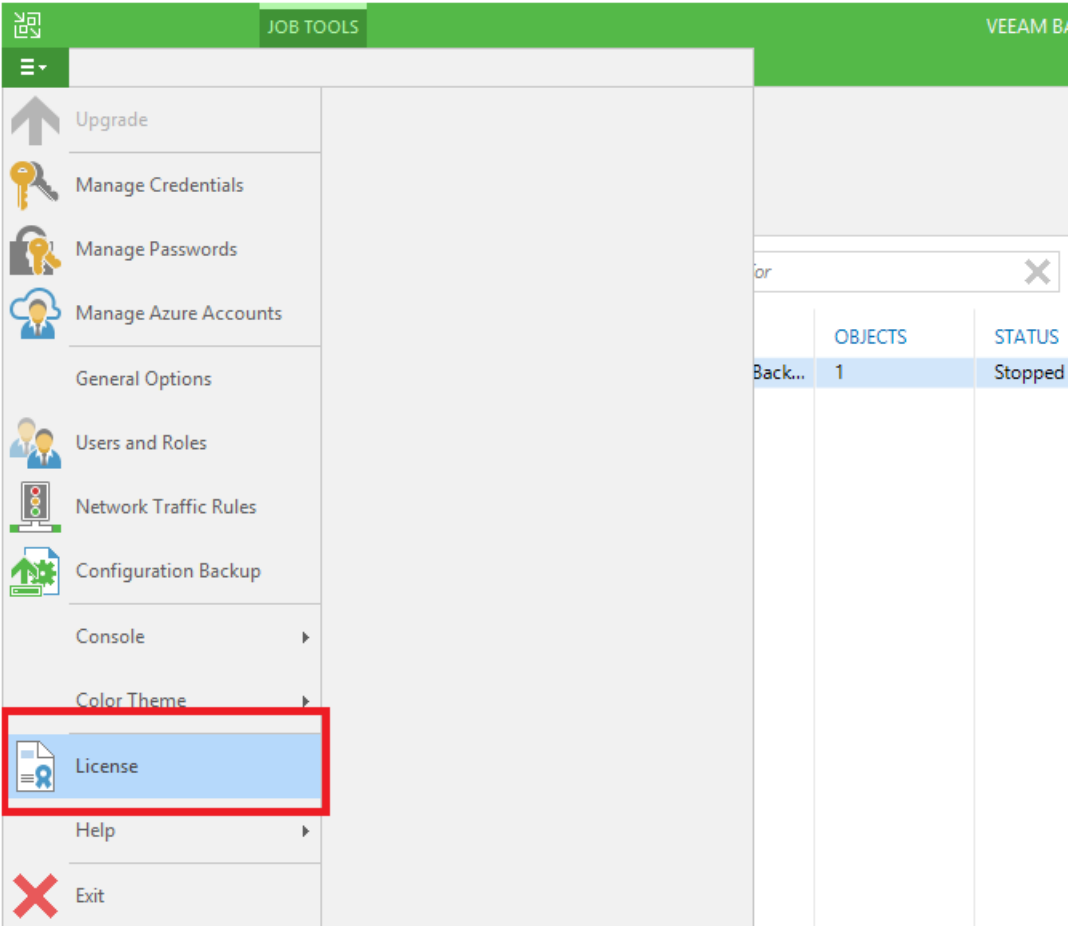 JOB TOOLS
VEEAM BA
Upgrade
Manage Credentials
Manage Passwords
Manage Azure Accounts
General Options
Users and Roles
Network Traffic Rules
Configuration Backup
Console
Color Theme
License
Help
Exit
for
OBJECTS STATUS
Back... 1 Stopped